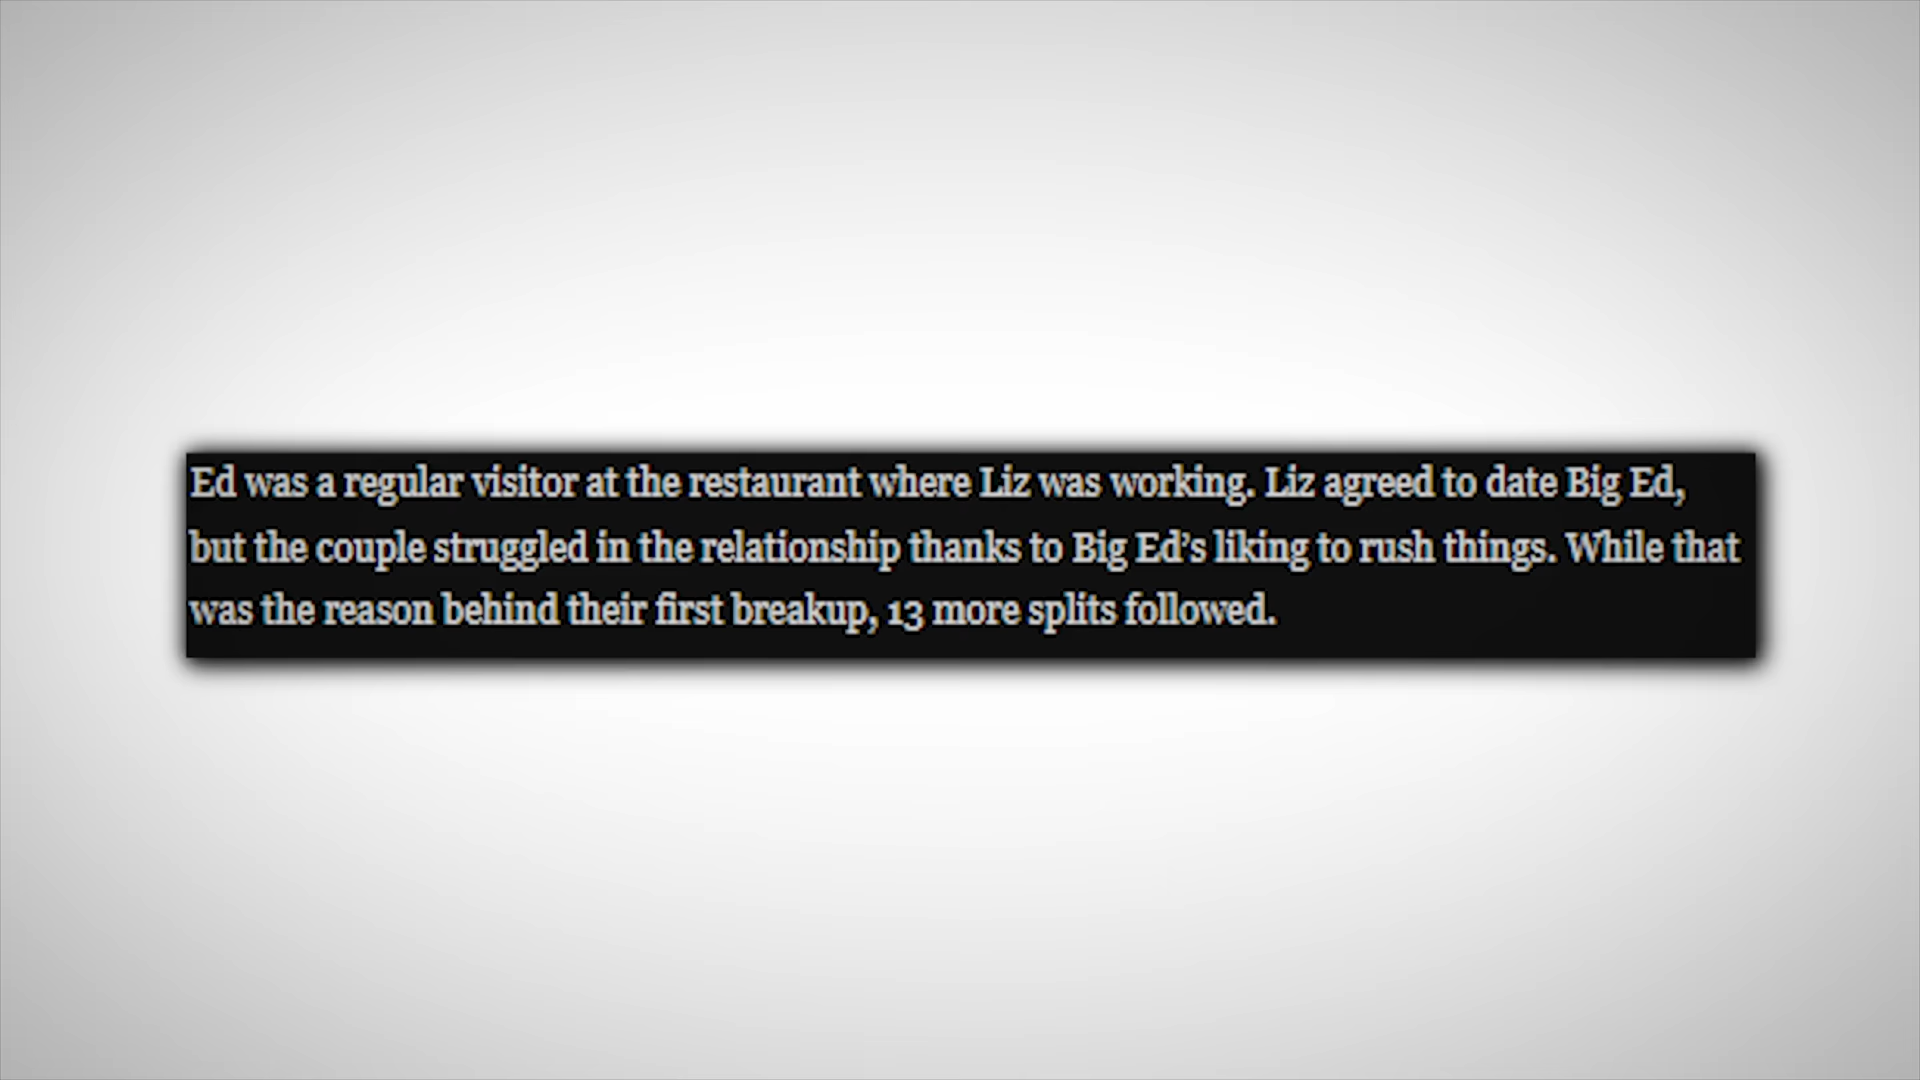 Ed was a regular visitor at the restaurant where Liz was working. Liz agreed to date Big Ed,
but the couple struggled in the relationship thanks to Big Ed’s liking to rush things. While that
was the reason behind their first breakup, 13 more splits followed.